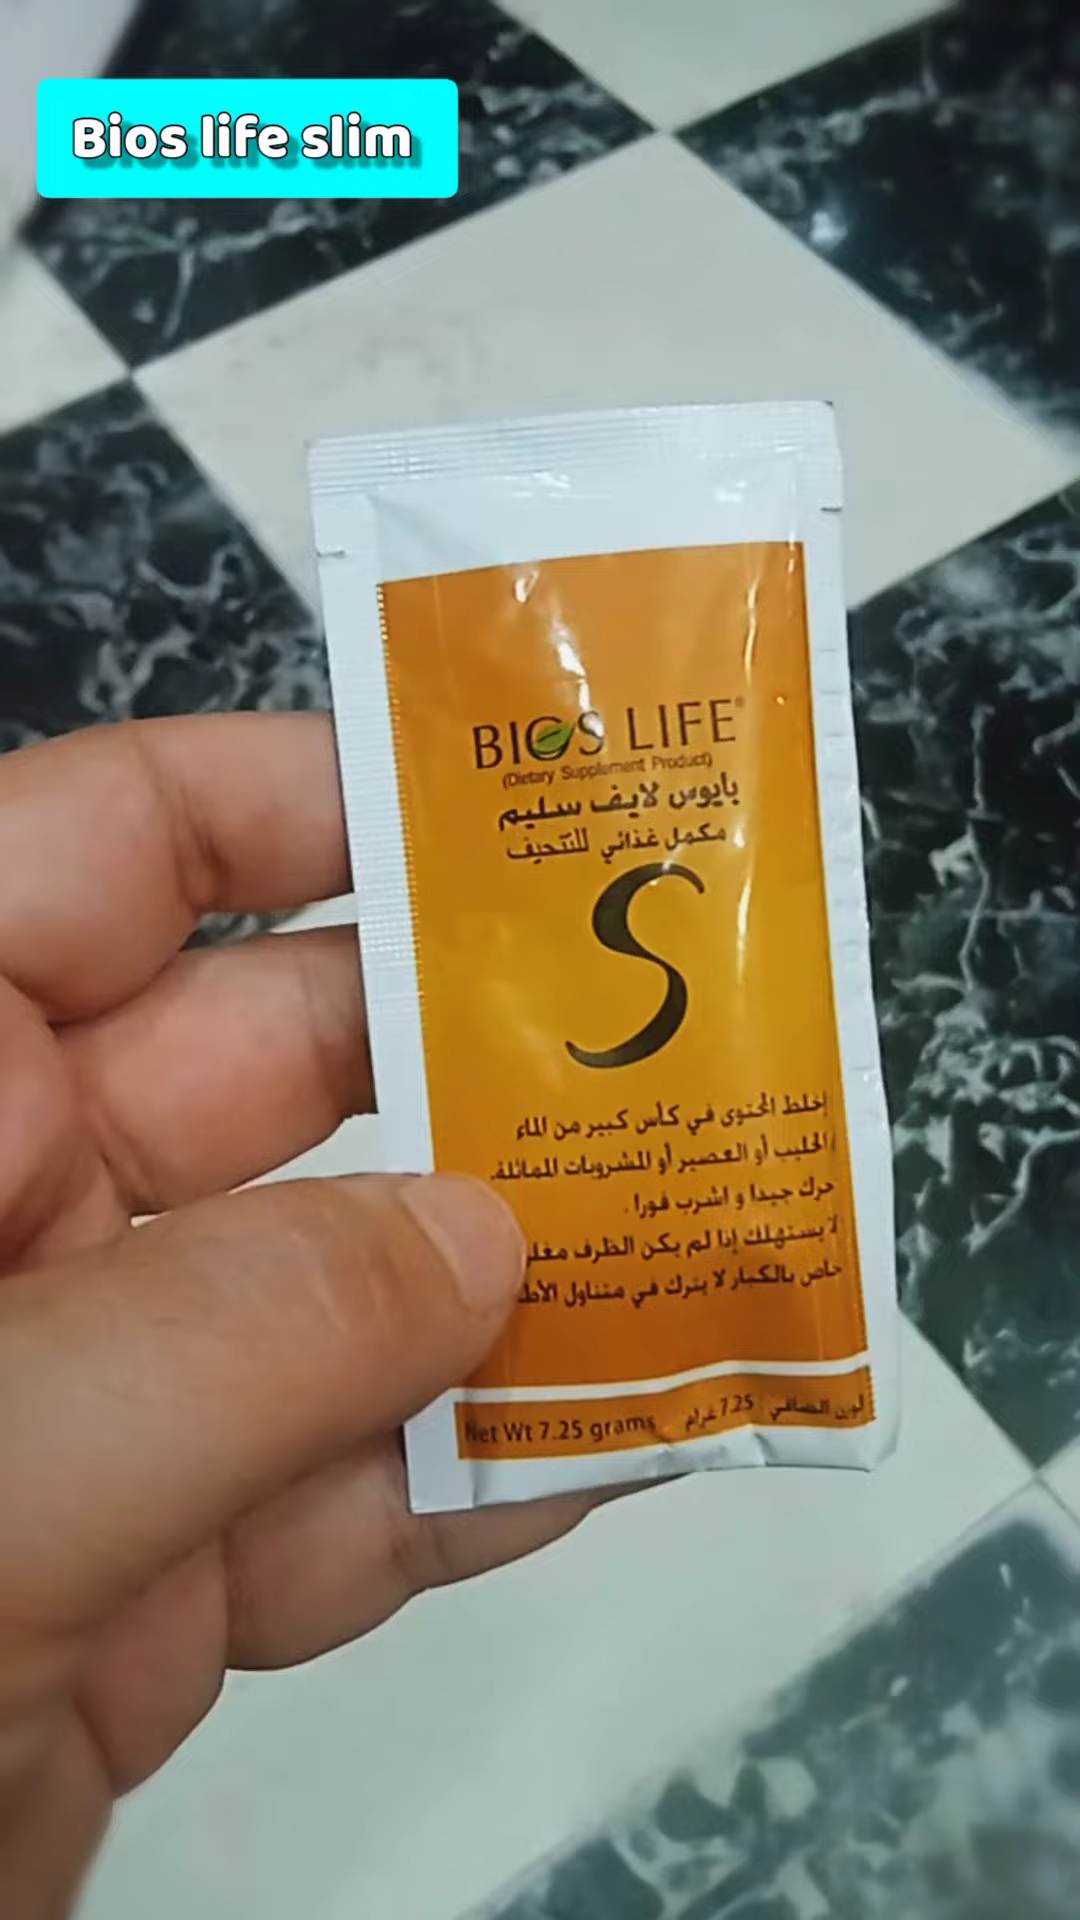 Bios life slim
BIOS LIFE®
(Dietary Supplement Product)
بايوس لايف سليم
مكمل غذائي للتنحيف
S
إخلط المحتوى في كأس كبير من الماء
الحليب أو العصير أو المشروبات المماثلة.
حرك جيدا و اشرب فورا .
لا يستهلك إذا لم يكن الظرف
خاص بالكبار لا يترك في متناول
Net Wt 7.25 grams الصافي : 7.25 غرام